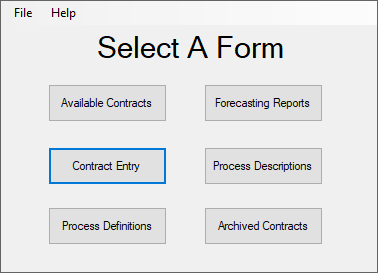 File Help
Select A Form
Available Contracts Forecasting Reports
Contract Entry Process Descriptions
Process Definitions Archived Contracts